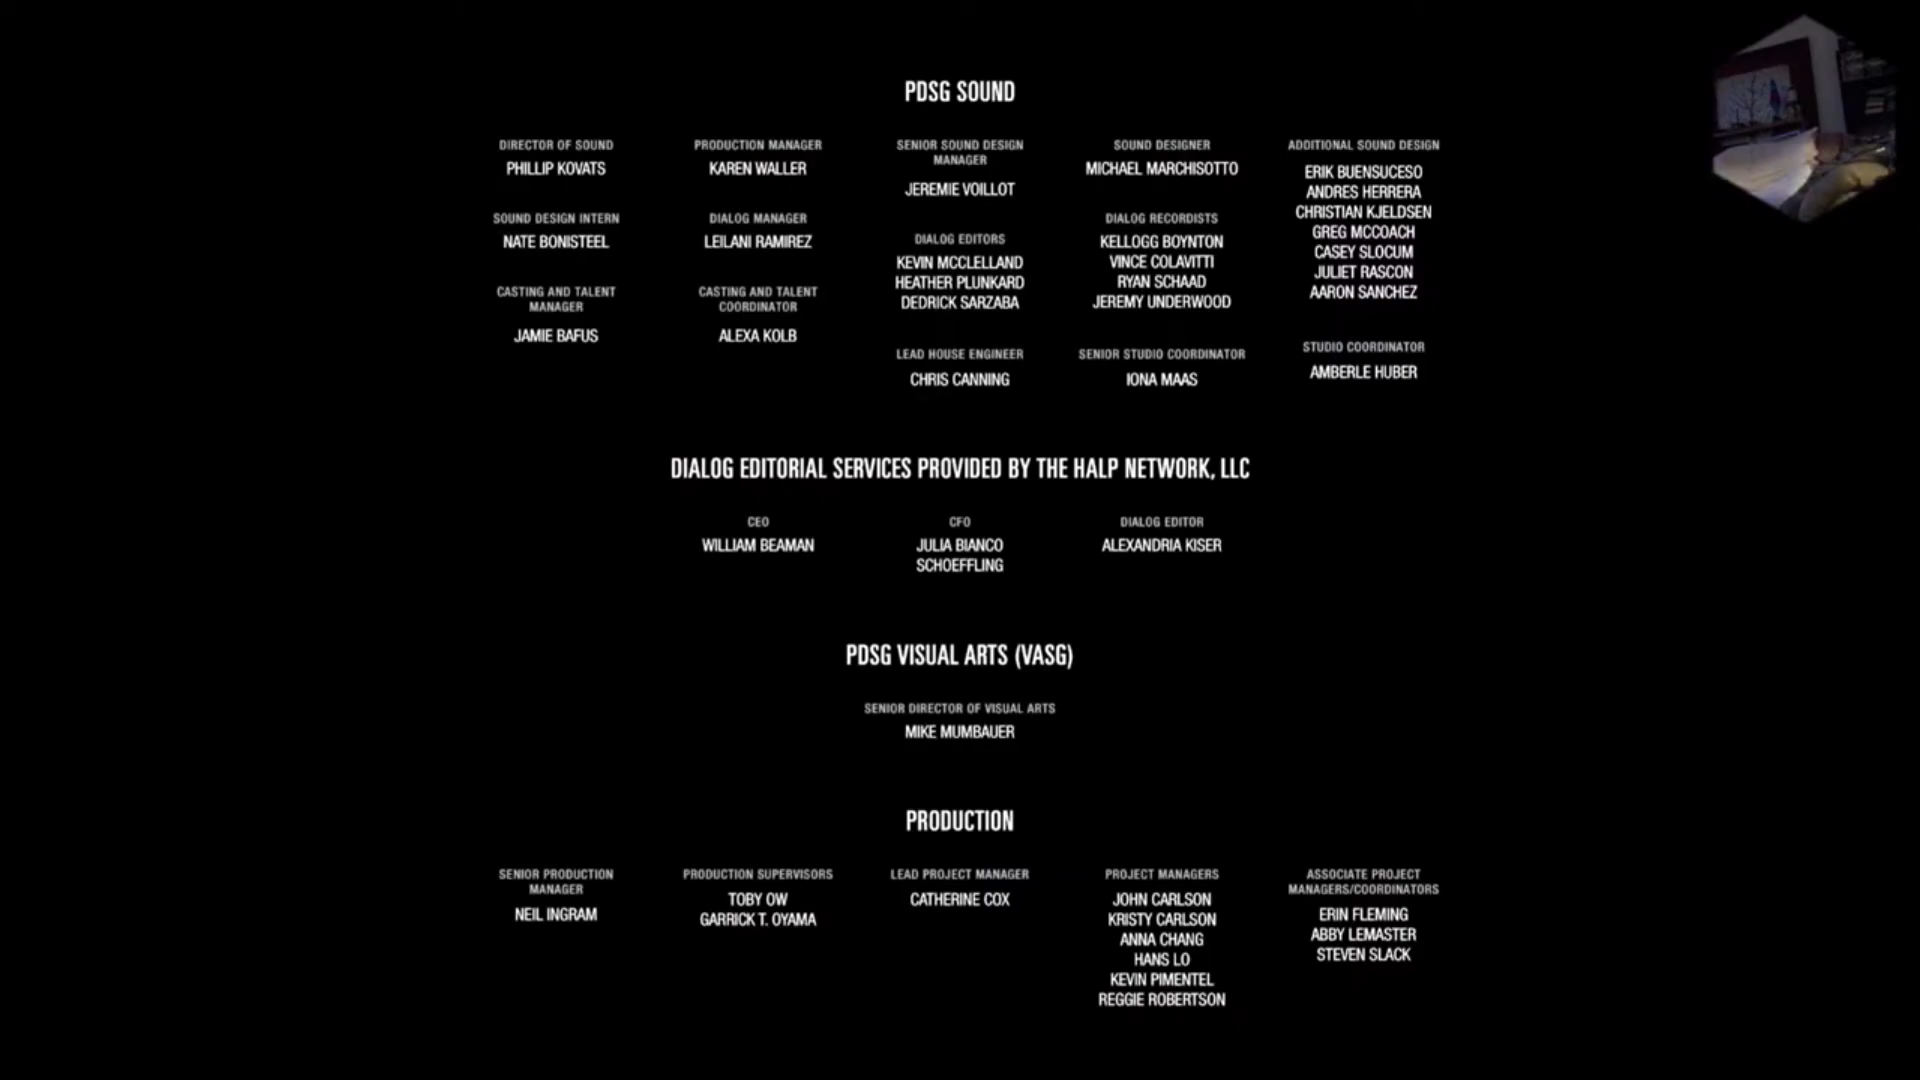 PDSG SOUND
DIRECTOR OF SOUND
PHILLIP KOVATS
PRODUCTION MANAGER
KAREN WALLER
SENIOR SOUND DESIGN
MANAGER
JEREMIE VOILLOT
SOUND DESIGNER
MICHAEL MARCHISOTTO
ADDITIONAL SOUND DESIGN
ERIK BUENSUCESO
ANDRES HERRERA
CHRISTIAN KJELDSEN
GREG MCCOACH
CASEY SLOCUM
JULIET RASCON
AARON SANCHEZ
SOUND DESIGN INTERN
NATE BONISTEEL
DIALOG MANAGER
LEILANI RAMIREZ
DIALOG EDITORS
KEVIN MCCLELLAND
HEATHER PLUNKARD
DEDRICK SARZABA
DIALOG RECORDISTS
KELLOGG BOYNTON
VINCE COLAVITTI
RYAN SCHAAD
JEREMY UNDERWOOD
CASTING AND TALENT
MANAGER
JAMIE BAFUS
CASTING AND TALENT
COORDINATOR
ALEXA KOLB
LEAD HOUSE ENGINEER
CHRIS CANNING
SENIOR STUDIO COORDINATOR
IONA MAAS
STUDIO COORDINATOR
AMBERLE HUBER
DIALOG EDITORIAL SERVICES PROVIDED BY THE HALP NETWORK, LLC
CEO
WILLIAM BEAMAN
CFO
JULIA BIANCO
SCHOEFFLING
DIALOG EDITOR
ALEXANDRIA KISER
PDSG VISUAL ARTS (VASG)
SENIOR DIRECTOR OF VISUAL ARTS
MIKE MUMBAUER
PRODUCTION
SENIOR PRODUCTION
MANAGER
NEIL INGRAM
PRODUCTION SUPERVISORS
TOBY OW
GARRICK T. OYAMA
LEAD PROJECT MANAGER
CATHERINE COX
PROJECT MANAGERS
JOHN CARLSON
KRISTY CARLSON
ANNA CHANG
HANS LO
KEVIN PIMENTEL
REGGIE ROBERTSON
ASSOCIATE PROJECT
MANAGERS/COORDINATORS
ERIN FLEMING
ABBY LEMASTER
STEVEN SLACK